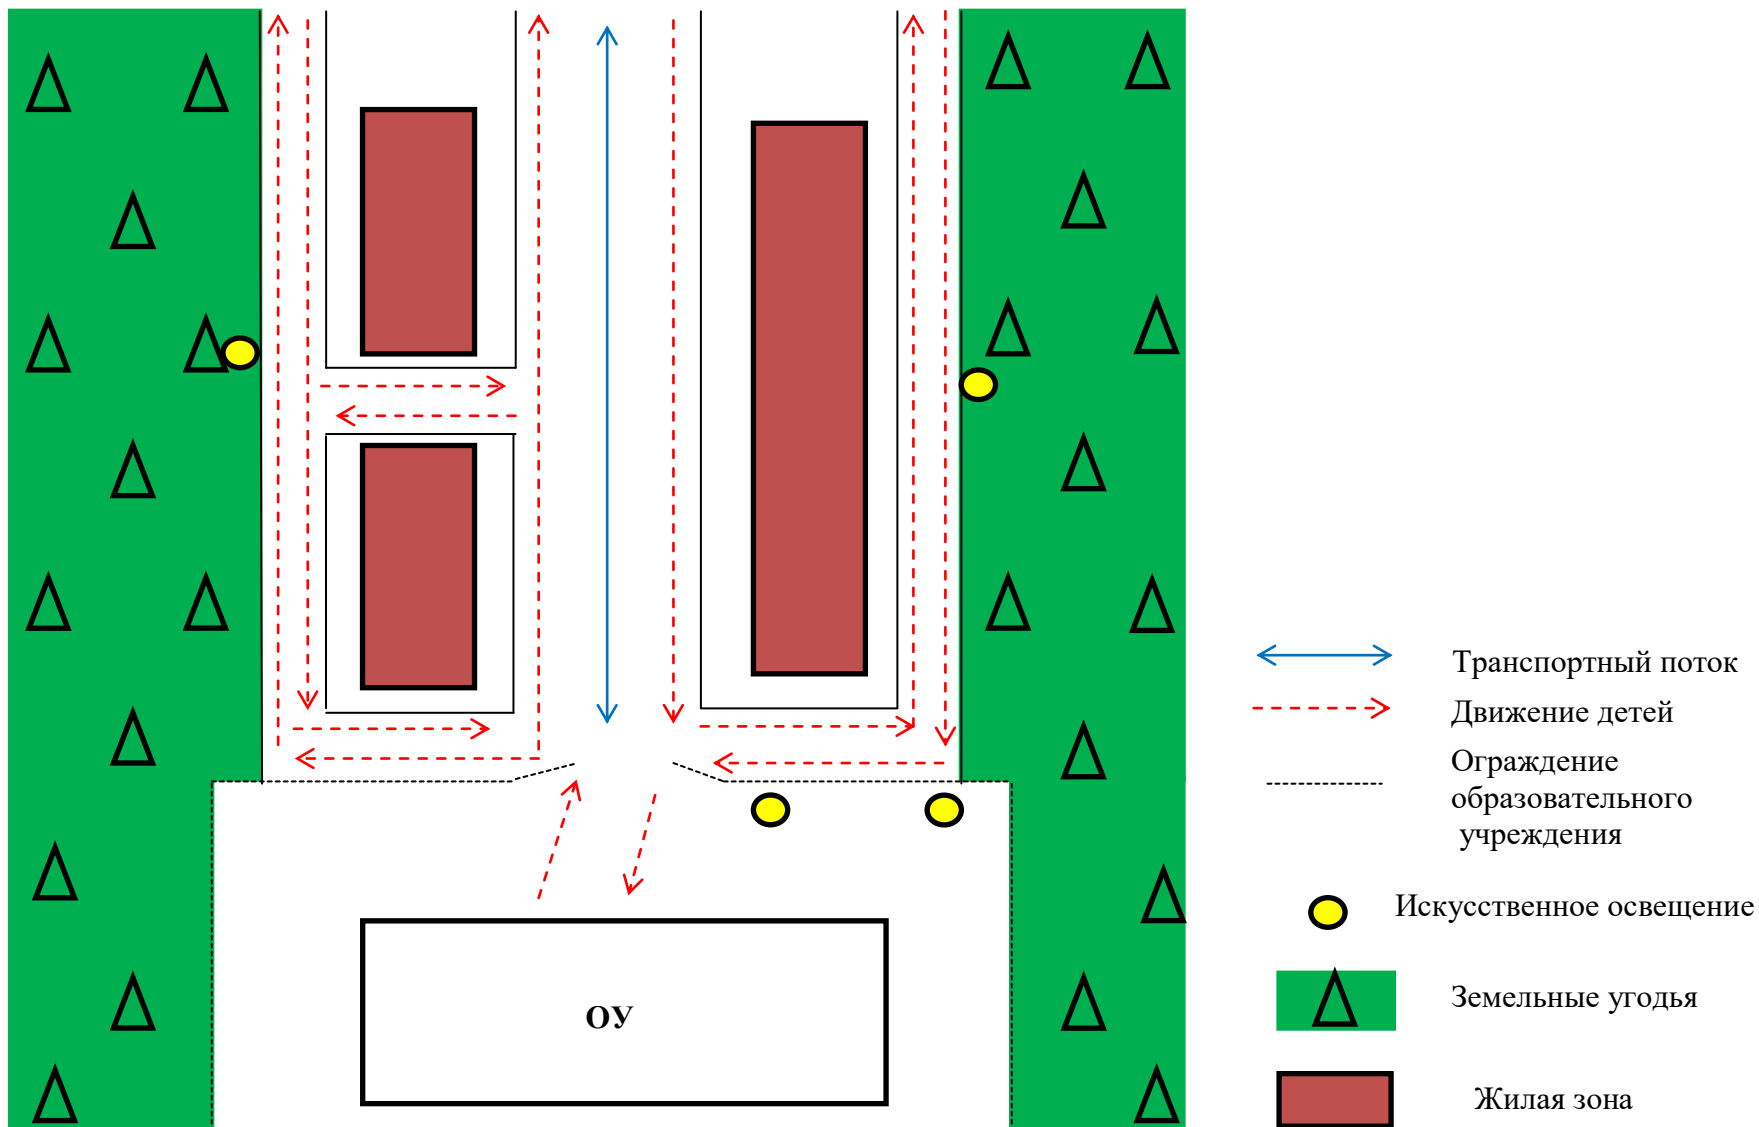 Транспортный поток
Движение детей
Ограждение
образовательного
учреждения
Искусственное освещение
ОУ
Земельные угодья
Жилая зона